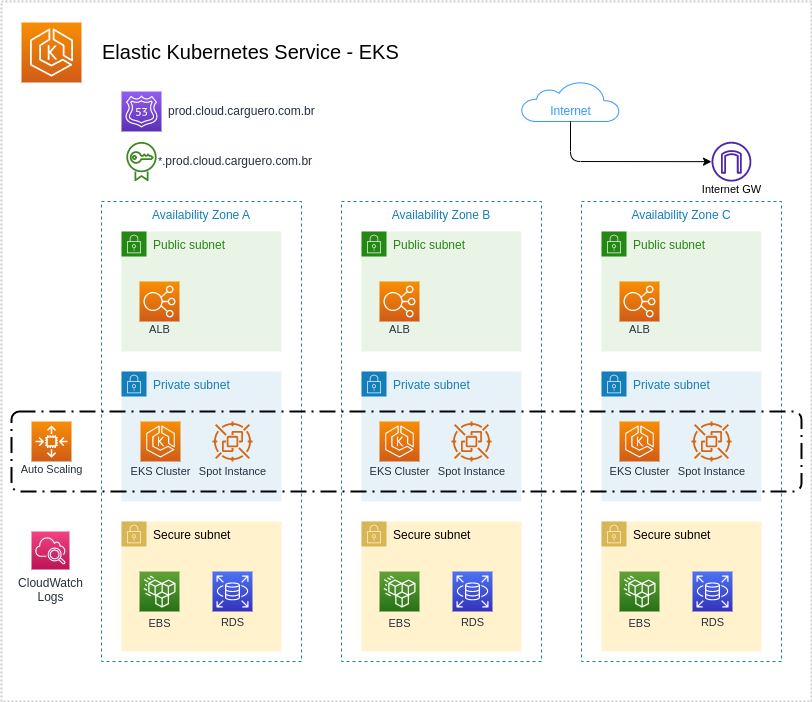 Elastic Kubernetes Service - EKS
53
prod.cloud.carguero.com.br
*.prod.cloud.carguero.com.br
Internet
Internet GW
Availability Zone A
Availability Zone B
Availability Zone C
Public subnet
Public subnet
Public subnet
ALB
ALB
ALB
Private subnet
Private subnet
Private subnet
Auto Scaling
EKS Cluster
Spot Instance
EKS Cluster
Spot Instance
EKS Cluster
Spot Instance
Secure subnet
Secure subnet
Secure subnet
CloudWatch
Logs
EBS
RDS
EBS
RDS
EBS
RDS